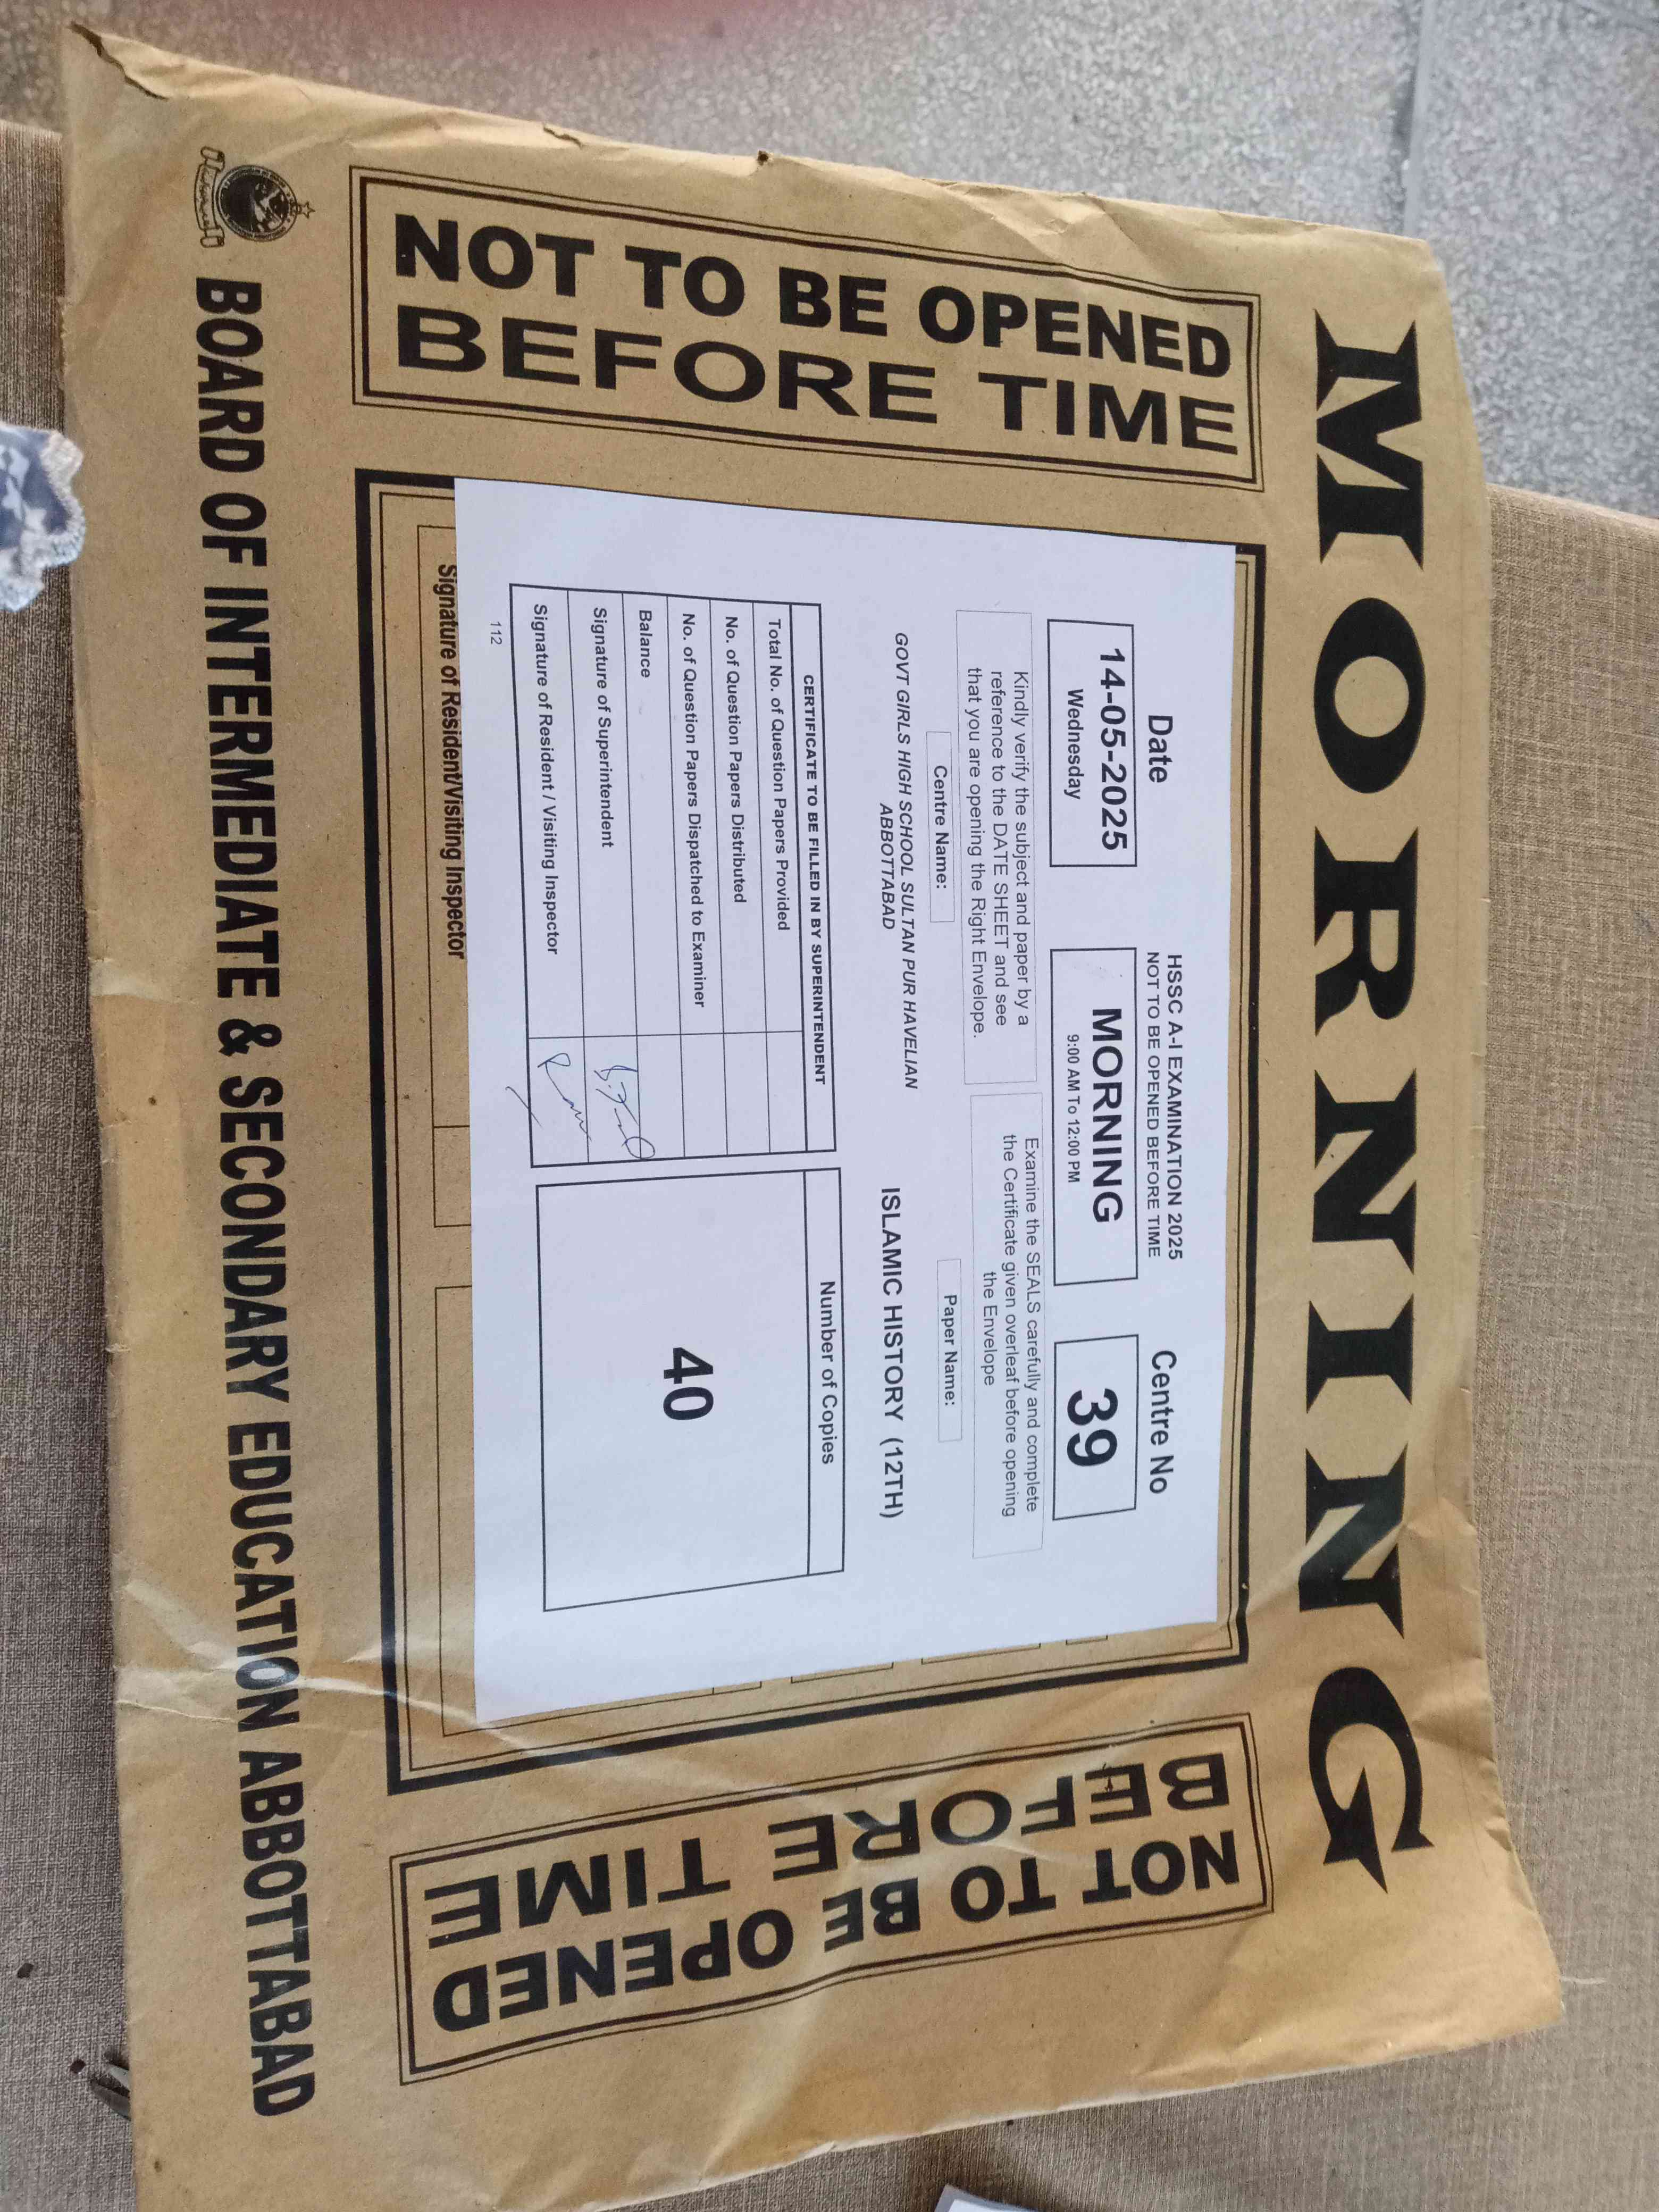 MORNING
NOT TO BE OPENED
BEFORE TIME
Date
HSSC A-I EXAMINATION 2025
NOT TO BE OPENED BEFORE TIME
Centre No
14-05-2025
Wednesday
MORNING
9:00 AM To 12:00 PM
39
Kindly verify the subject and paper by a
reference to the DATE SHEET and see
that you are opening the Right Envelope.
Examine the SEALS carefully and complete
the Certificate given overleaf before opening
the Envelope
Centre Name:
Paper Name:
GOVT GIRLS HIGH SCHOOL SULTAN PUR HAVELIAN
ABBOTTABAD
ISLAMIC HISTORY (12TH)
CERTIFICATE TO BE FILLED IN BY SUPERINTENDENT
Total No. of Question Papers Provided
No. of Question Papers Distributed
No. of Question Papers Dispatched to Examiner
Balance
Signature of Superintendent
Signature of Resident / Visiting Inspector
Number of Copies
40
112
Signature of Resident/Visiting Inspector
NOT TO BE OPENED
BEFORE TIME
BOARD OF INTERMEDIATE & SECONDARY EDUCATION ABBOTTABAD